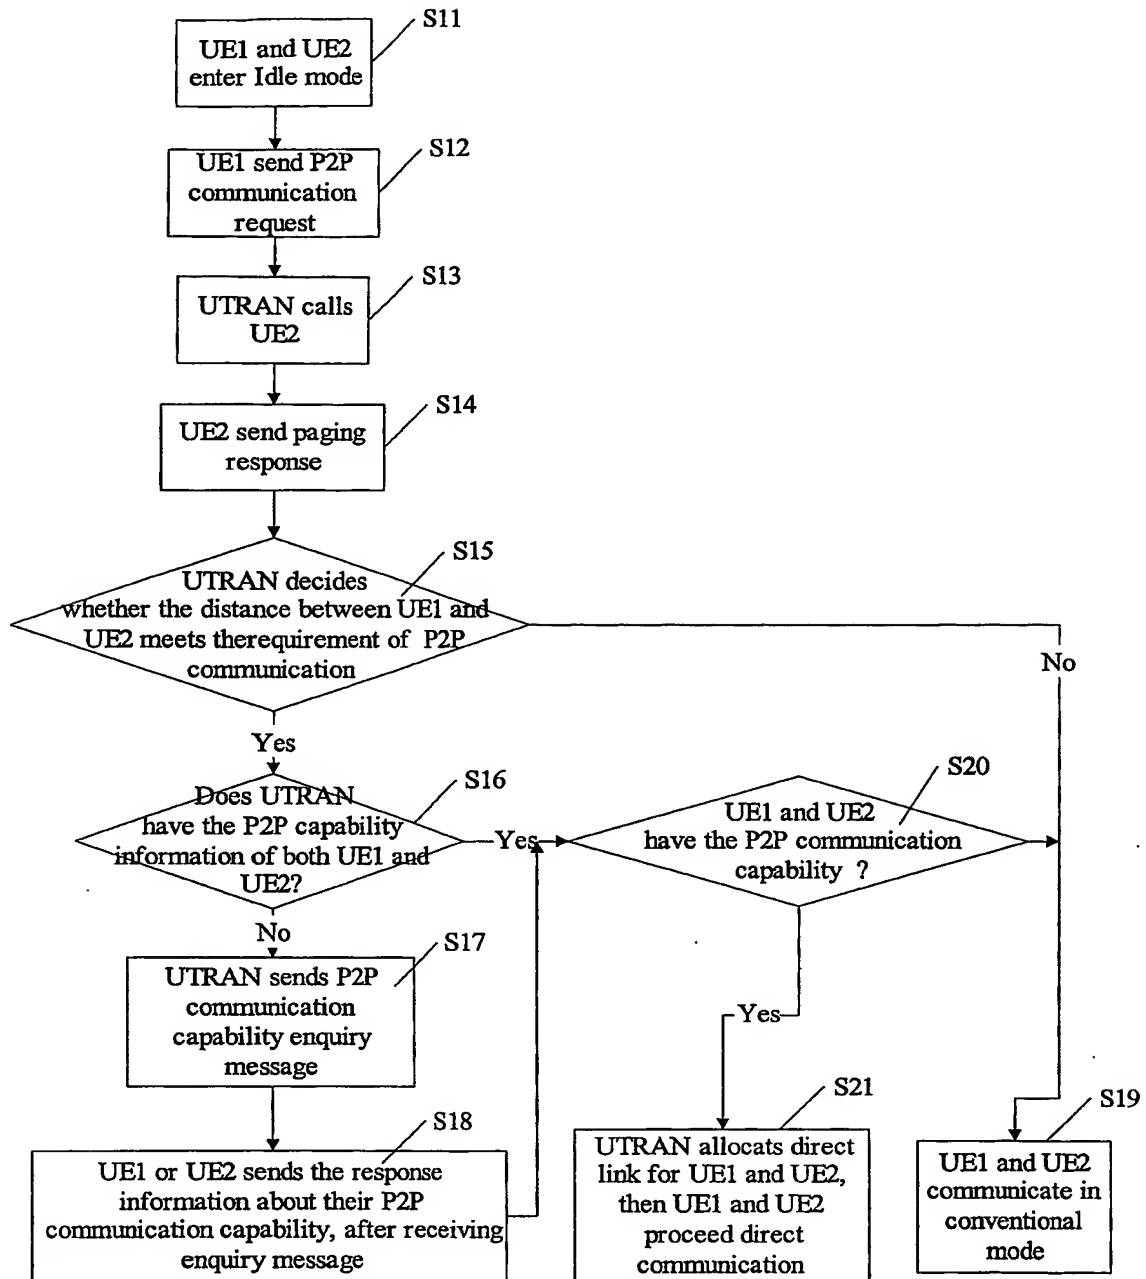 S11
UE1 and UE2
enter Idle mode
S12
UE1 send P2P
communication
request
S13
UTRAN calls
UE2
S14
UE2 send paging
response
S15
UTRAN decides
whether the distance between UE1 and
UE2 meets therequirement of P2P
communication
No
Yes
S16
Does UTRAN
have the P2P capability
information of both UE1 and
UE2?
Yes
S20
UE1 and UE2
have the P2P communication
capability ?
No
S17
UTRAN sends P2P
communication
capability enquiry
message
Yes
S18
UE1 or UE2 sends the response
information about their P2P
communication capability, after receiving
enquiry message
S21
UTRAN allocats direct
link for UE1 and UE2,
then UE1 and UE2
proceed direct
communication
S19
UE1 and UE2
communicate in
conventional
mode